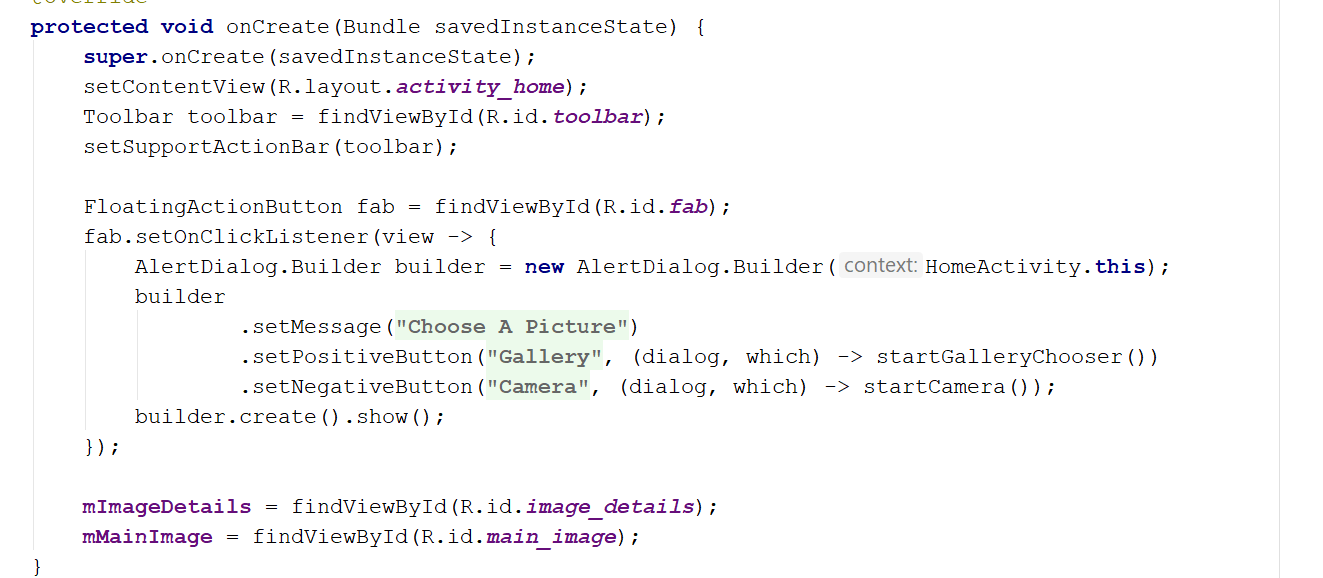 @Override
protected void onCreate(Bundle savedInstanceState) {
super.onCreate(savedInstanceState);
setContentView(R.layout.activity_home);
Toolbar toolbar = findViewById(R.id.toolbar);
setSupportActionBar(toolbar);
FloatingActionButton fab = findViewById(R.id.fab);
fab.setOnClickListener(view -> {
AlertDialog.Builder builder = new AlertDialog.Builder( context: HomeActivity.this);
builder
.setMessage("Choose A Picture")
.setPositiveButton("Gallery", (dialog, which) -> startGalleryChooser())
.setNegativeButton("Camera", (dialog, which) -> startCamera());
builder.create().show();
});
mImageDetails = findViewById(R.id.image_details);
mMainImage = findViewById(R.id.main_image);
}